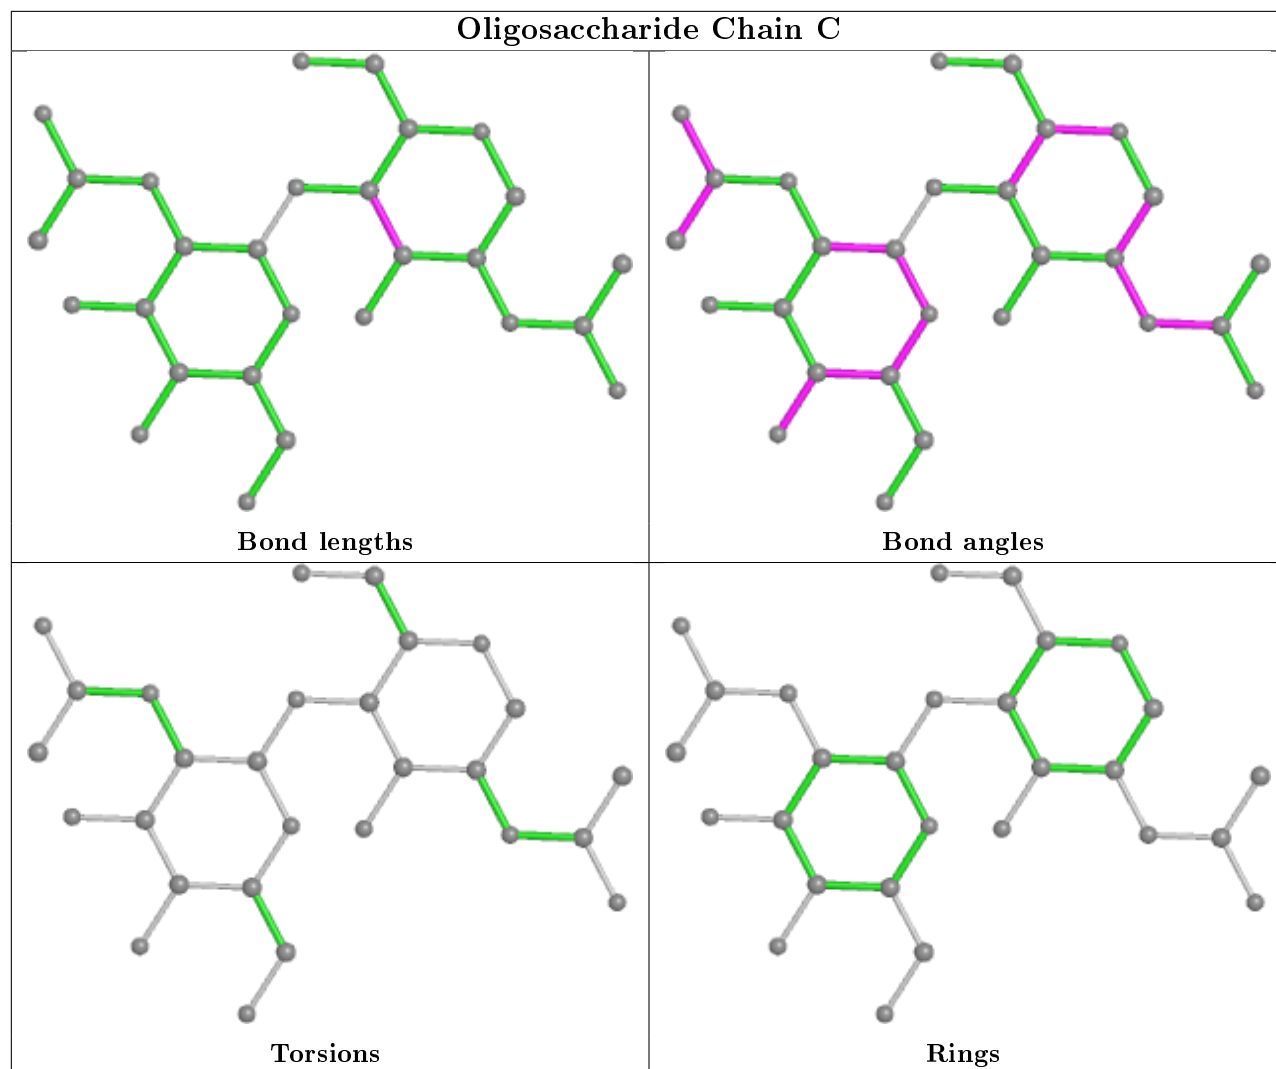 Oligosaccharide Chain C
Bond lengths
Bond angles
Torsions
Rings